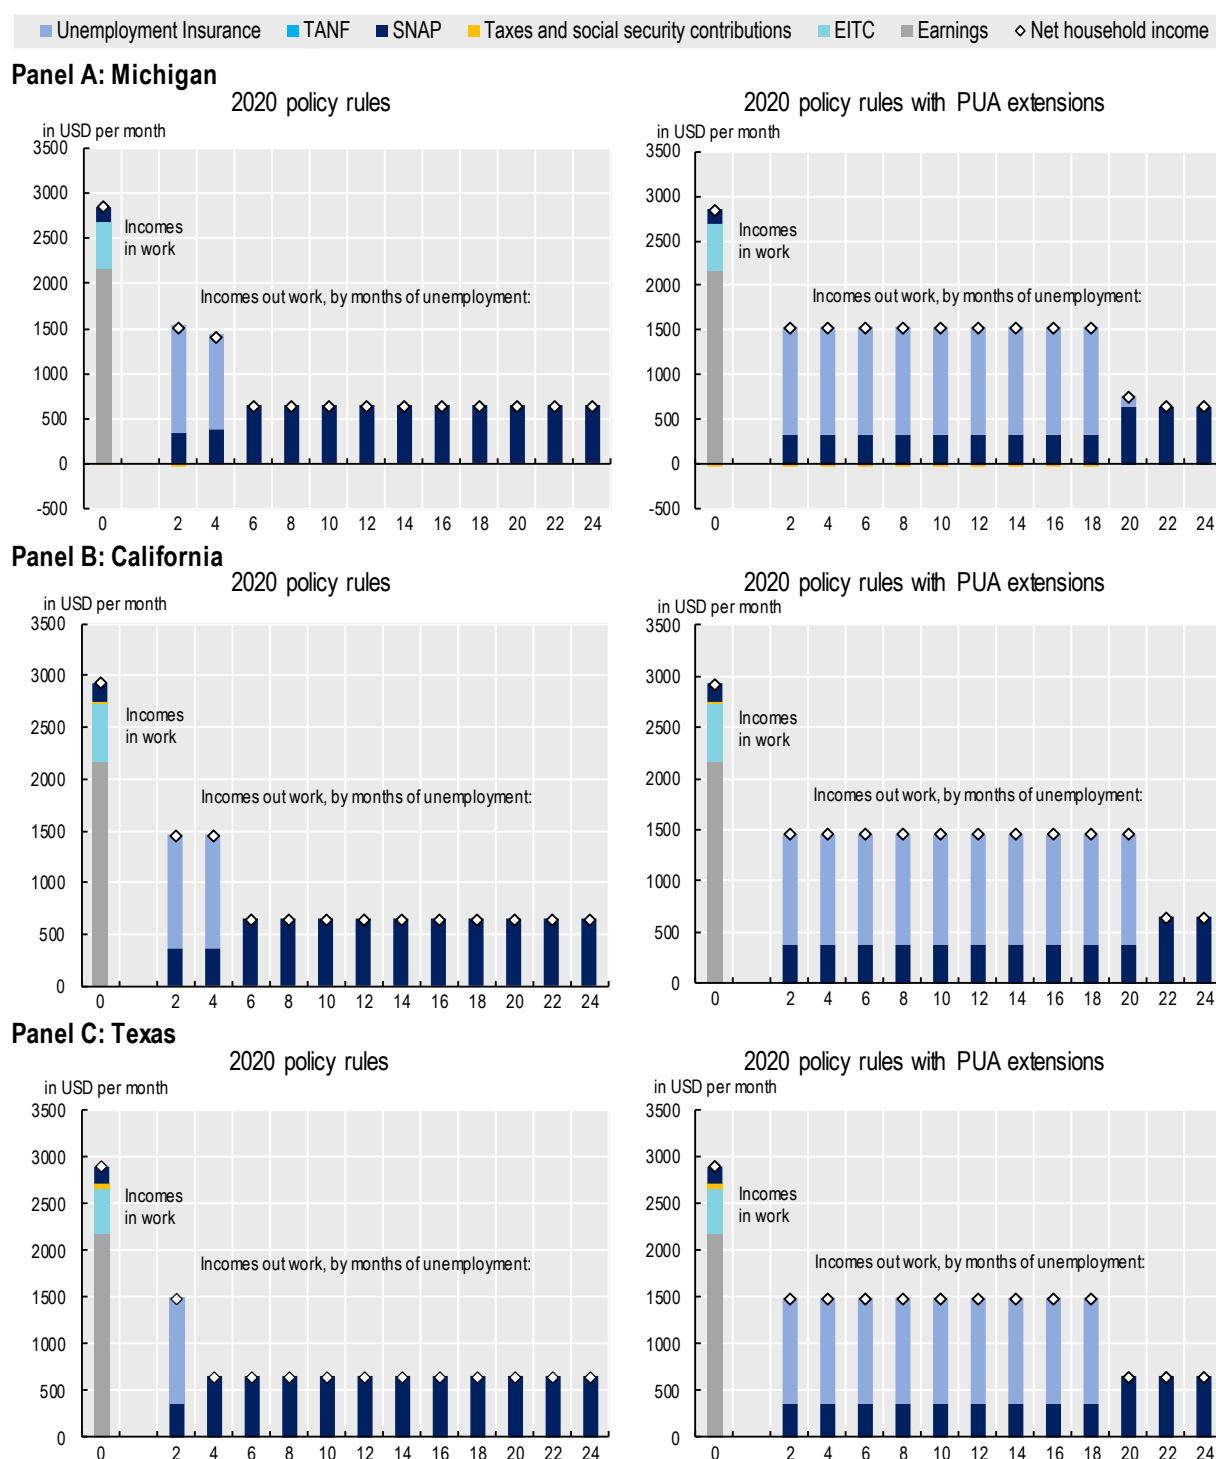 Unemployment Insurance TANF SNAP Taxes and social security contributions EITC Earnings Net household income
Panel A: Michigan
2020 policy rules
in USD per month
3500
3000
2500
2000
1500
1000
500
0
-500
Incomes
in work
Incomes out work, by months of unemployment:
0 2 4 6 8 10 12 14 16 18 20 22 24
2020 policy rules with PUA extensions
in USD per month
3500
3000
2500
2000
1500
1000
500
0
-500
Incomes
in work
Incomes out work, by months of unemployment:
0 2 4 6 8 10 12 14 16 18 20 22 24
Panel B: California
2020 policy rules
in USD per month
3500
3000
2500
2000
1500
1000
500
0
Incomes
in work
Incomes out work, by months of unemployment:
0 2 4 6 8 10 12 14 16 18 20 22 24
2020 policy rules with PUA extensions
in USD per month
3500
3000
2500
2000
1500
1000
500
0
Incomes
in work
Incomes out work, by months of unemployment:
0 2 4 6 8 10 12 14 16 18 20 22 24
Panel C: Texas
2020 policy rules
in USD per month
3500
3000
2500
2000
1500
1000
500
0
Incomes
in work
Incomes out work, by months of unemployment:
0 2 4 6 8 10 12 14 16 18 20 22 24
2020 policy rules with PUA extensions
in USD per month
3500
3000
2500
2000
1500
1000
500
0
Incomes
in work
Incomes out work, by months of unemployment:
0 2 4 6 8 10 12 14 16 18 20 22 24